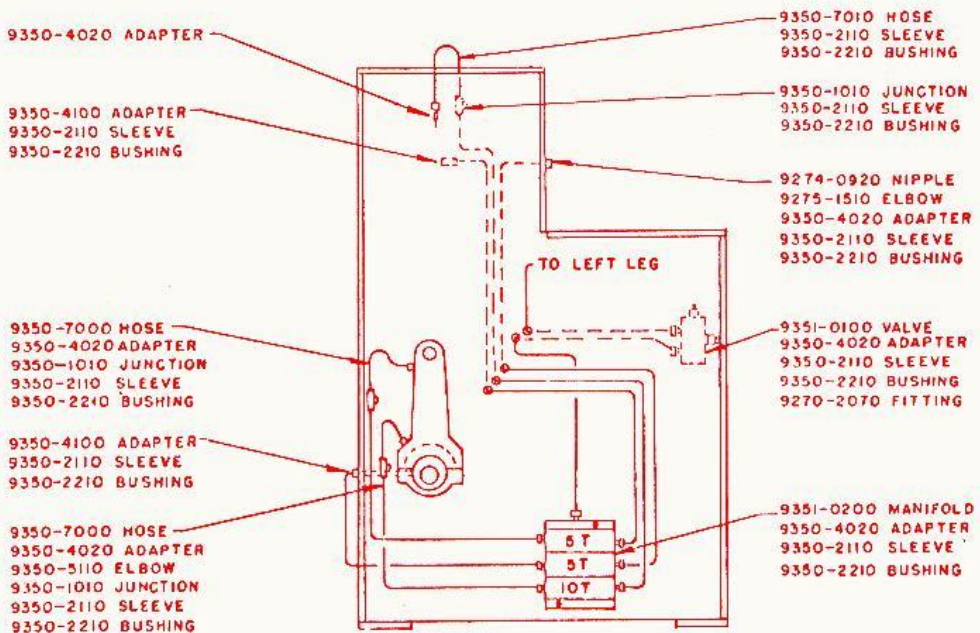 9350-4020 ADAPTER
9350-4100 ADAPTER
9350-2110 SLEEVE
9350-2210 BUSHING
9350-7000 HOSE
9350-4020 ADAPTER
9350-1010 JUNCTION
9350-2110 SLEEVE
9350-2210 BUSHING
9350-4100 ADAPTER
9350-2110 SLEEVE
9350-2210 BUSHING
9350-7000 HOSE
9350-4020 ADAPTER
9350-5110 ELBOW
9350-1010 JUNCTION
9350-2110 SLEEVE
9350-2210 BUSHING
TO LEFT LEG
5T
5T
10T
9350-7010 HOSE
9350-2110 SLEEVE
9350-2210 BUSHING
9350-1010 JUNCTION
9350-2110 SLEEVE
9350-2210 BUSHING
9274-0920 NIPPLE
9275-1510 ELBOW
9350-4020 ADAPTER
9350-2110 SLEEVE
9350-2210 BUSHING
9351-0100 VALVE
9350-4020 ADAPTER
9350-2110 SLEEVE
9350-2210 BUSHING
9270-2070 FITTING
9351-0200 MANIFOLD
9350-4020 ADAPTER
9350-2110 SLEEVE
9350-2210 BUSHING